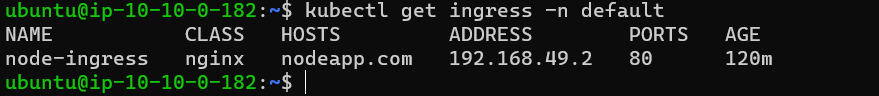 ubuntu@ip-10-10-0-182:~$ kubectl get ingress -n default
NAME CLASS HOSTS ADDRESS PORTS AGE
node-ingress nginx nodeapp.com 192.168.49.2 80 120m
ubuntu@ip-10-10-0-182:~$